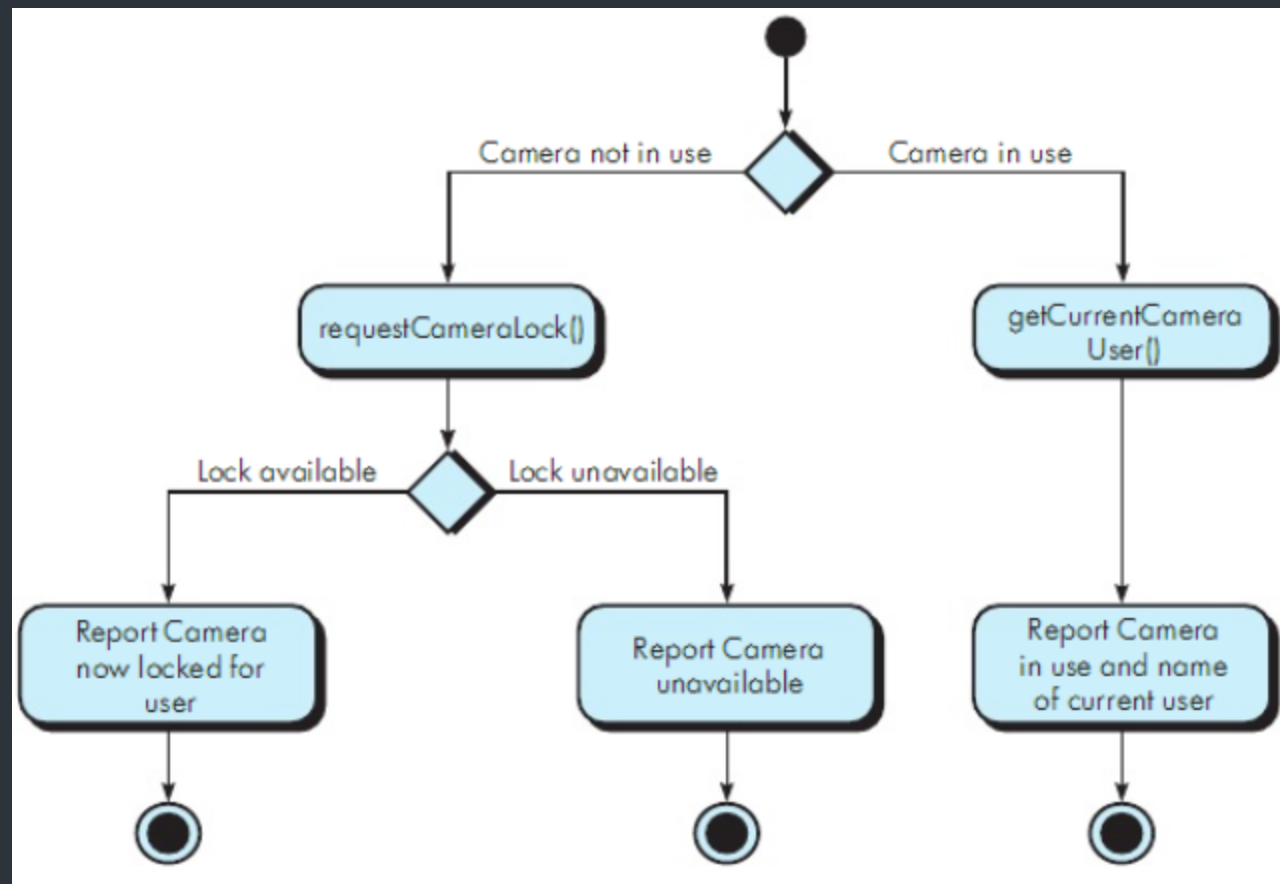 Camera not in use
Camera in use
requestCameraLock()
getCurrentCamera
User()
Lock available
Lock unavailable
Report Camera
now locked for
user
Report Camera
unavailable
Report Camera
in use and name
of current user